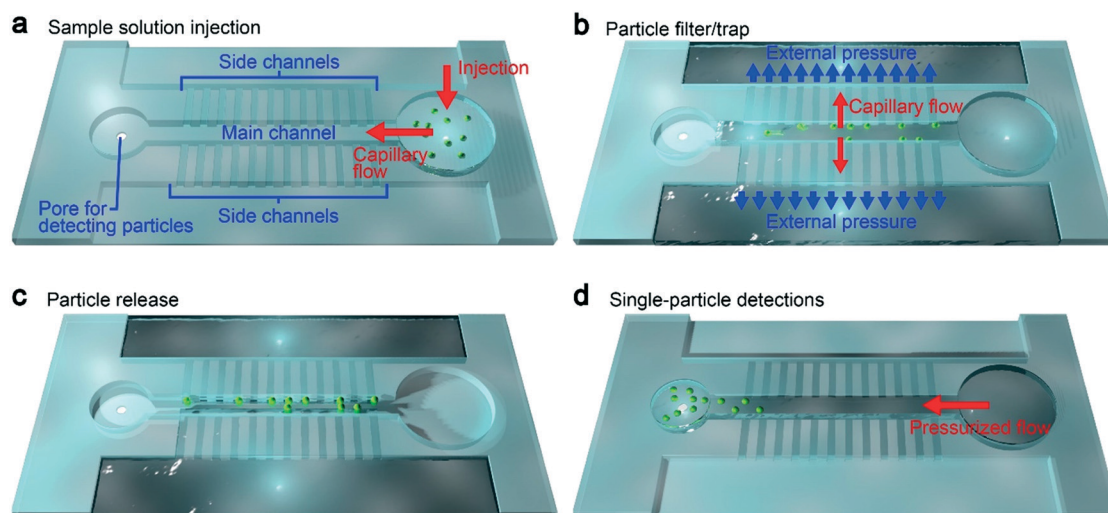 a Sample solution injection
Side channels
Injection
Main channel
Capillary
flow
Pore for
detecting particles
Side channels
b Particle filter/trap
External pressure
Capillary flow
External pressure
c Particle release
d Single-particle detections
Pressurized flow